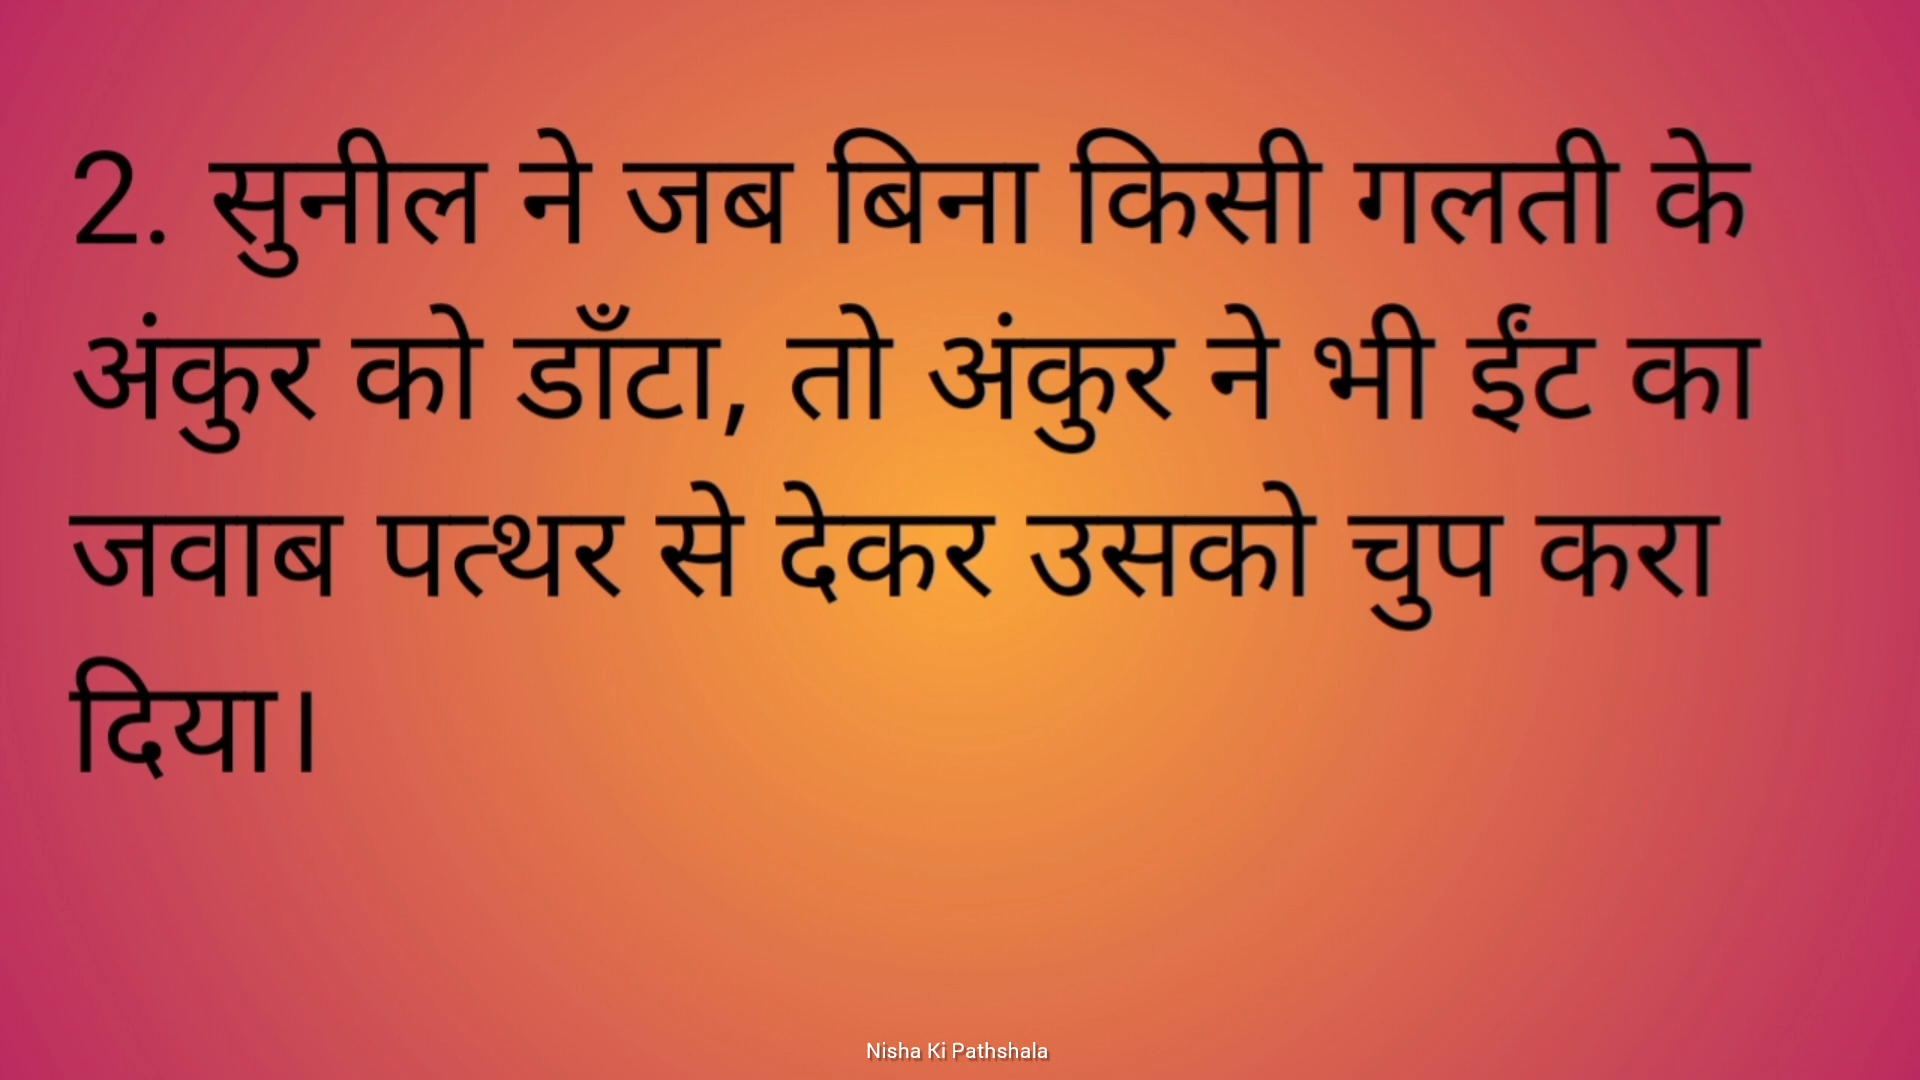 2. सुनील ने जब बिना किसी गलती के
अंकुर को डाँटा, तो अंकुर ने भी ईंट का
जवाब पत्थर से देकर उसको चुप करा
दिया।
Nisha Ki Pathshala